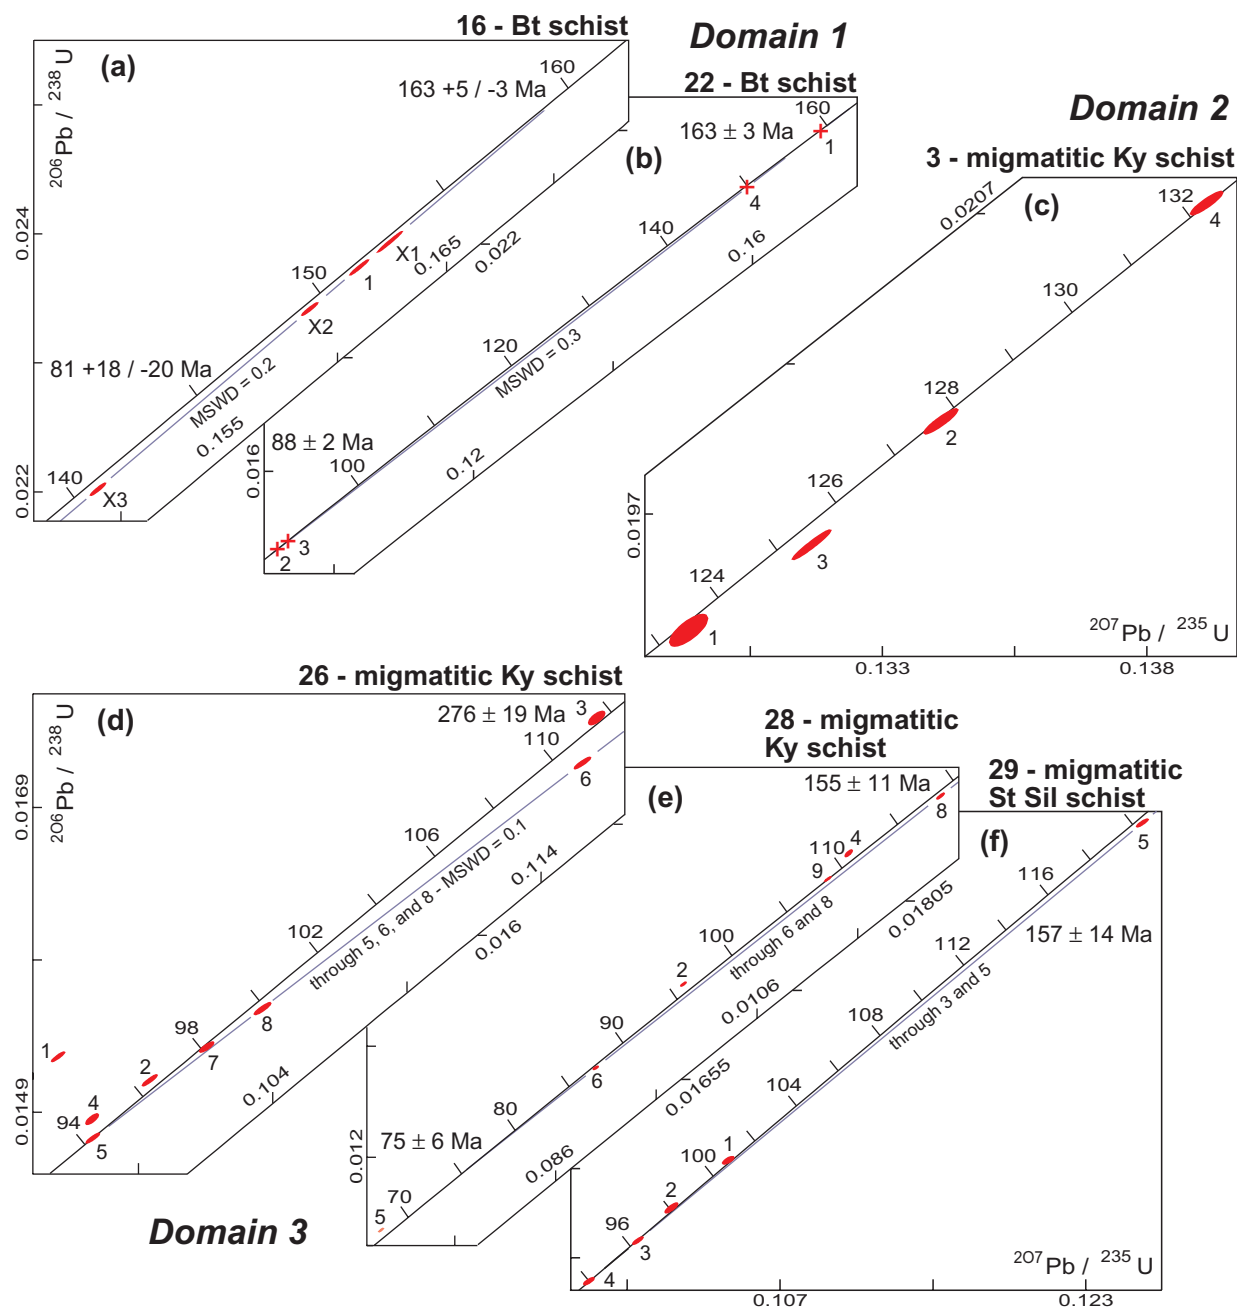 16 - Bt schist
Domain 1
(a)
206Pb / 238 U
160
163 +5 / -3 Ma
X1
150
1
X2
81 +18 / -20 Ma
MSWD = 0.2
140
X3
0.024
0.022
0.155
0.165
0.022
22 - Bt schist
(b)
160
163 ± 3 Ma
1
4
140
0.16
120
MSWD = 0.3
88 ± 2 Ma
100
0.12
0.016
3
2
Domain 2
3 - migmatitic Ky schist
(c)
0.0207
132
4
130
128
2
126
0.0197
3
124
1
207Pb / 235 U
0.133
0.138
26 - migmatitic Ky schist
(d)
206Pb / 238 U
276 ± 19 Ma
3
110
6
0.0169
106
through 5, 6, and 8 - MSWD = 0.1
102
0.114
0.016
8
98
7
1
2
0.104
4
0.0149
94
5
Domain 3
28 - migmatitic
Ky schist
(e)
155 ± 11 Ma
8
4
110
9
0.01805
100
through 6 and 8
2
0.0106
90
6
0.01655
80
75 ± 6 Ma
0.012
0.086
70
5
29 - migmatitic
St Sil schist
(f)
5
116
157 ± 14 Ma
112
108
through 3 and 5
104
1
100
2
96
3
4
207Pb / 235 U
0.107
0.123